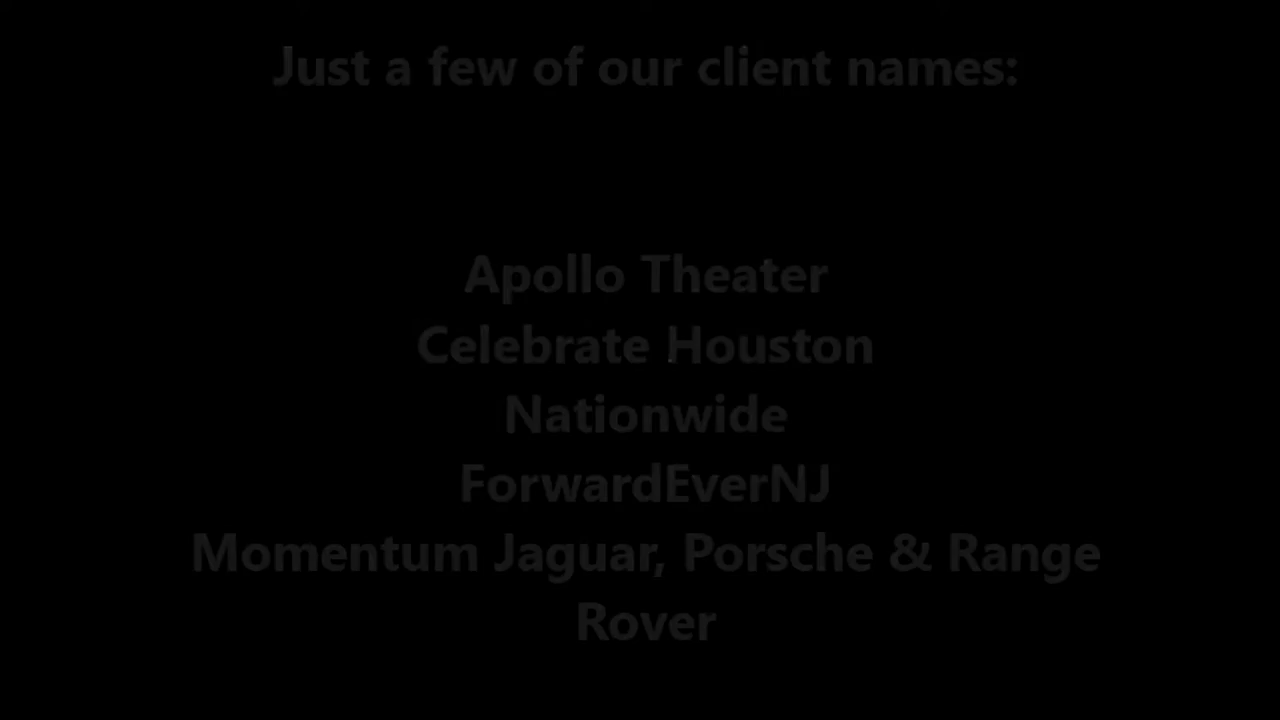 Just a few of our client names:
Apollo Theater
Celebrate Houston
Nationwide
ForwardEverNJ
Momentum Jaguar, Porsche & Range
Rover